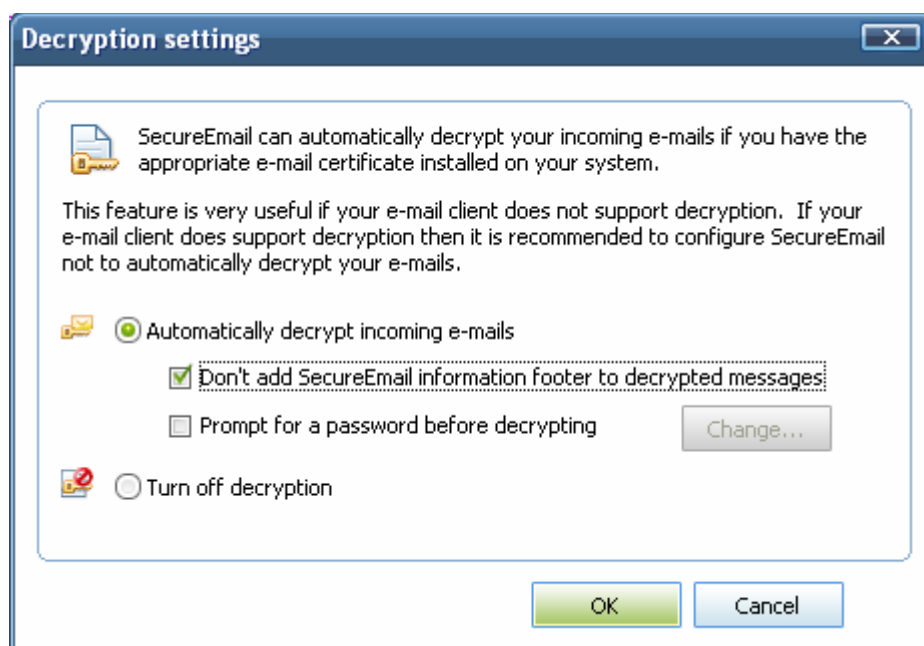 Decryption settings
SecureEmail can automatically decrypt your incoming e-mails if you have the
appropriate e-mail certificate installed on your system.
This feature is very useful if your e-mail client does not support decryption. If your
e-mail client does support decryption then it is recommended to configure SecureEmail
not to automatically decrypt your e-mails.
Automatically decrypt incoming e-mails
Don't add SecureEmail information footer to decrypted messages
Prompt for a password before decrypting
Change...
Turn off decryption
OK
Cancel